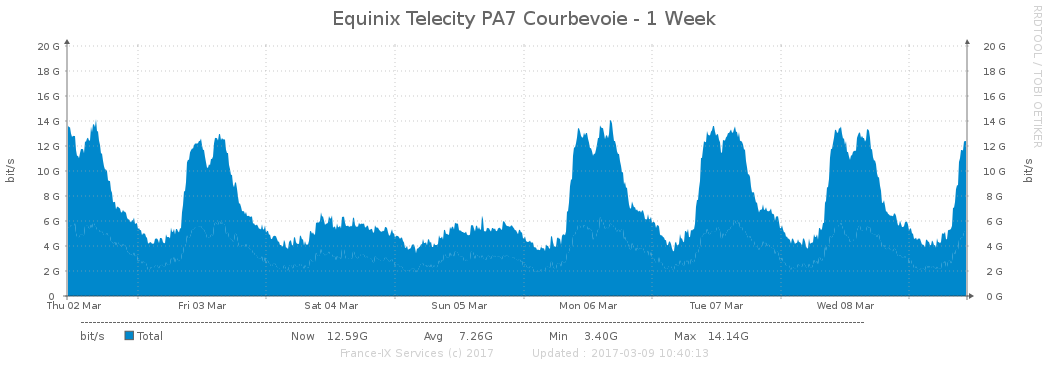 Equinix Telecity PA7 Courbevoie - 1 Week
RRDTOOL / TOBI OETIKER
bit/s
20 G 20 G
18 G 18 G
16 G 16 G
14 G 14 G
12 G 12 G
10 G 10 G
8 G 8 G
6 G 6 G
4 G 4 G
2 G 2 G
0 0 G
bit/s
Thu 02 Mar Fri 03 Mar Sat 04 Mar Sun 05 Mar Mon 06 Mar Tue 07 Mar Wed 08 Mar
bit/s Total Now 12.59G Avg 7.26G Min 3.40G Max 14.14G
France-IX Services (c) 2017 Updated : 2017-03-09 10:40:13